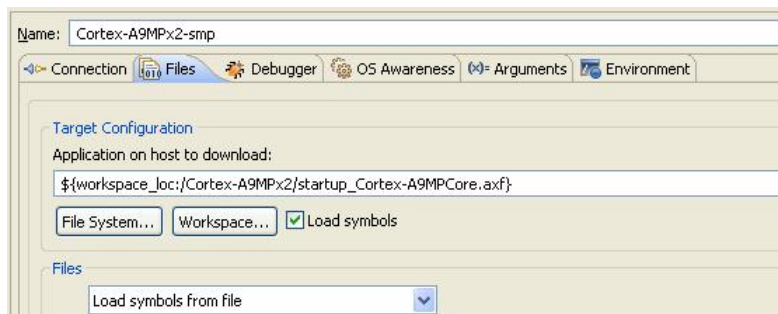 Name: Cortex-A9MPx2-smp
Connection Files Debugger OS Awareness (x)= Arguments Environment
Target Configuration
Application on host to download:
${workspace_loc:/Cortex-A9MPx2/startup_Cortex-A9MPCore.axf}
File System... Workspace... Load symbols
Files
Load symbols from file